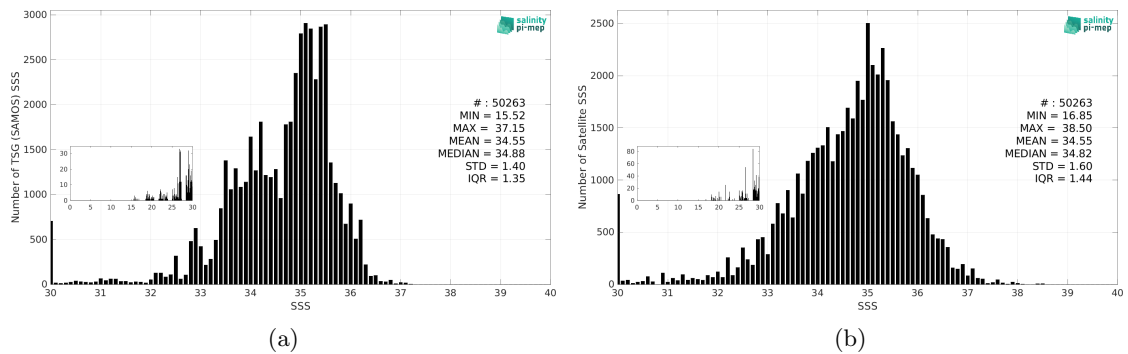 salinity
pi-mep
3000
2500
2000
1500
1000
500
0
Number of TSG (SAMOS) SSS
# : 50263
MIN = 15.52
MAX = 37.15
MEAN = 34.55
MEDIAN = 34.88
STD = 1.40
IQR = 1.35
30
20
10
0
0 5 10 15 20 25 30
30 31 32 33 34 35 36 37 38 39 40
SSS
(a)
salinity
pi-mep
2500
2000
1500
1000
500
0
Number of Satellite SSS
# : 50263
MIN = 16.85
MAX = 38.50
MEAN = 34.55
MEDIAN = 34.82
STD = 1.60
IQR = 1.44
80
60
40
20
0
0 5 10 15 20 25 30
30 31 32 33 34 35 36 37 38 39 40
SSS
(b)